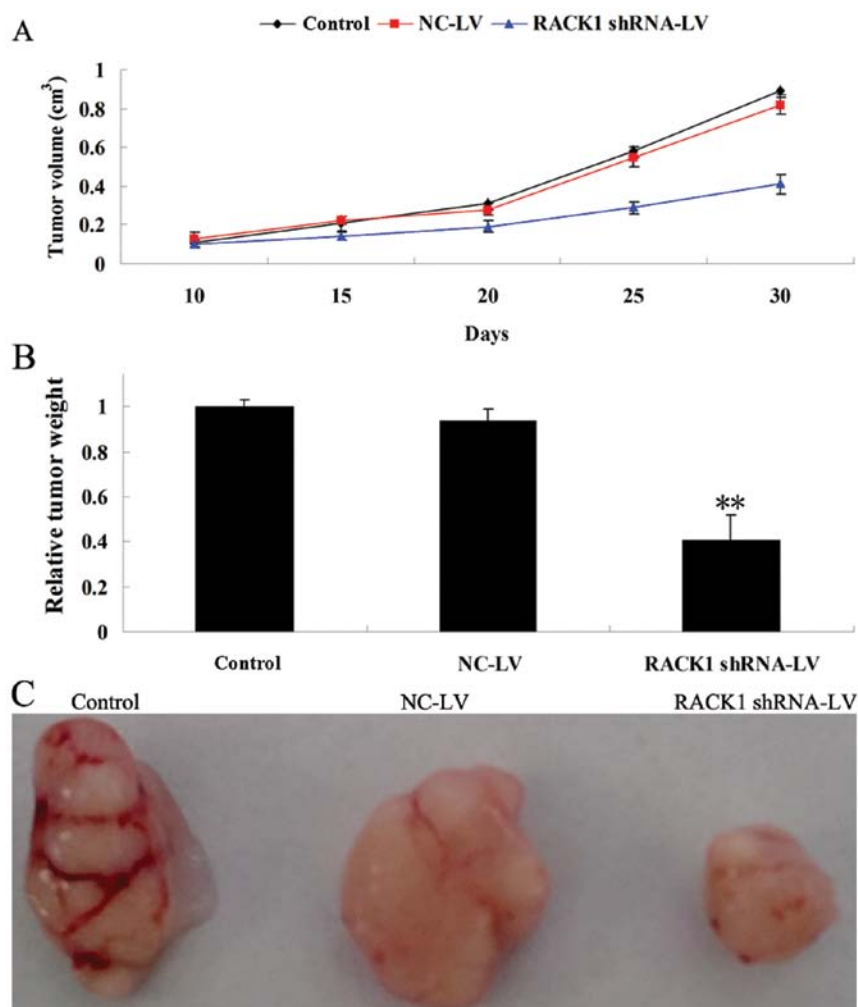 A
Control NC-LV RACK1 shRNA-LV
Tumor volume (cm³)
1
0.8
0.6
0.4
0.2
0
10 15 20 25 30
Days
B
Relative tumor weight
1
0.8
0.6
0.4
0.2
0
**
Control NC-LV RACK1 shRNA-LV
C
Control NC-LV RACK1 shRNA-LV